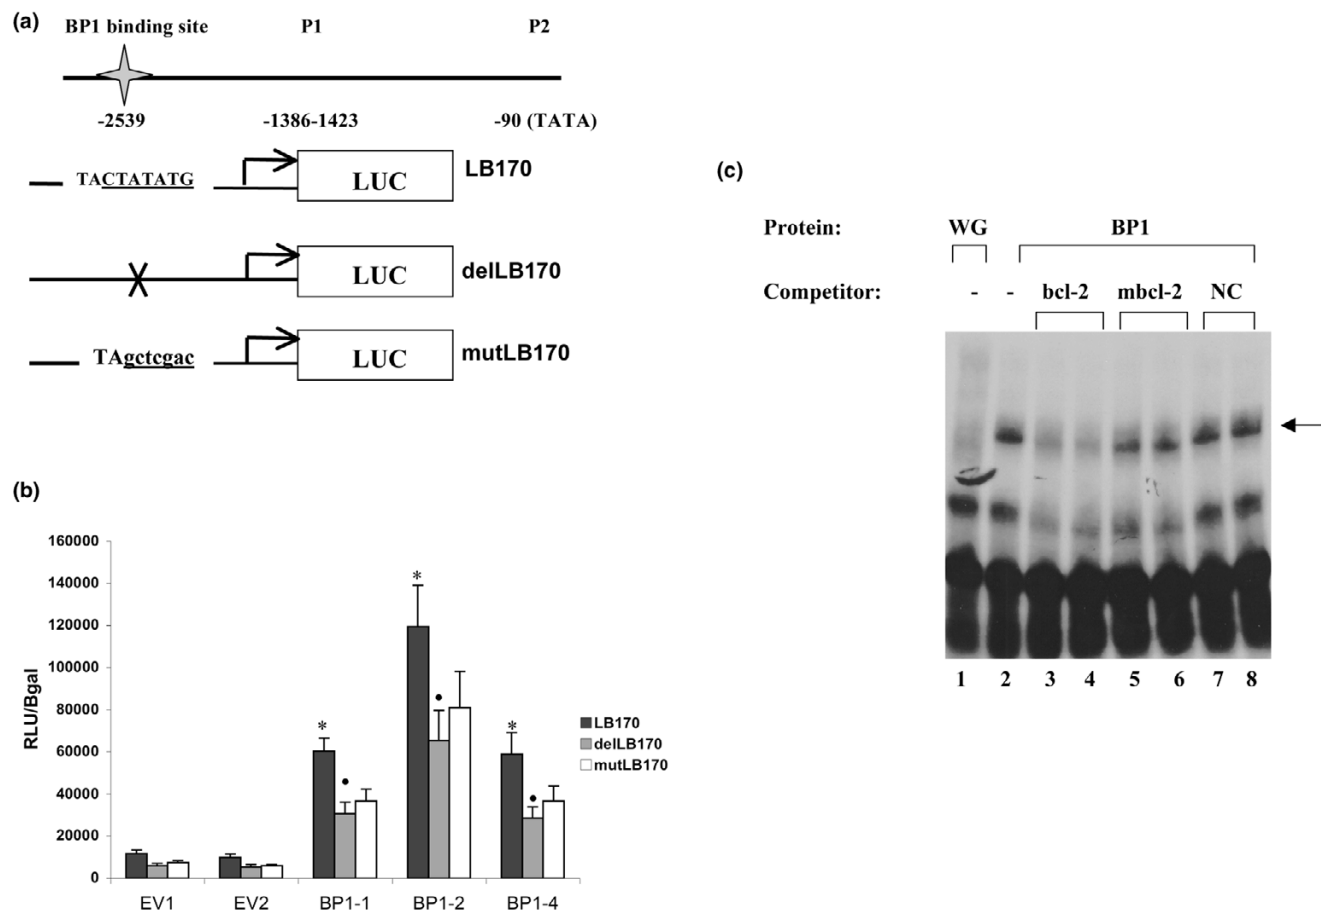 (a)
BP1 binding site P1 P2
-2539 -1386-1423 -90 (TATA)
TACTATATG LUC LB170
LUC delLB170
TAgctcgac LUC mutLB170
(b)
RLU/Bgal
160000
140000
120000
100000
80000
60000
40000
20000
0
* * *
EV1 EV2 BP1-1 BP1-2 BP1-4
LB170
delLB170
mutLB170
(c)
Protein: WG BP1
Competitor: - - bcl-2 mbcl-2 NC
1 2 3 4 5 6 7 8